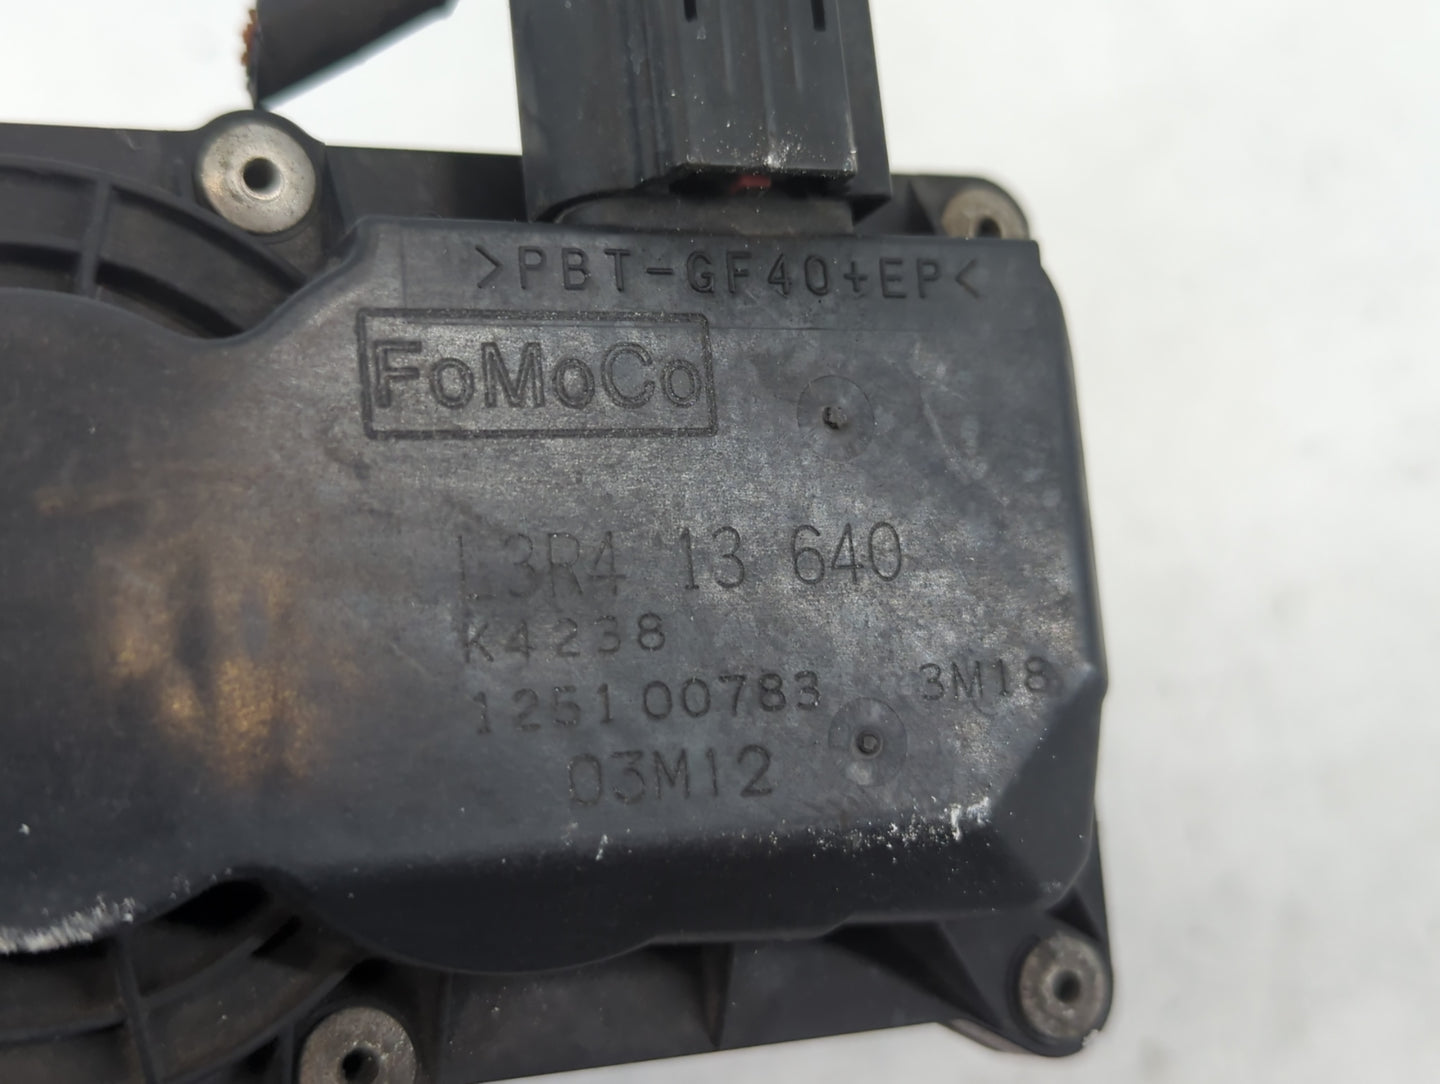 >PBT-GF40+EP<
FoMoCo
L3R4 13 640
K4238
125100783 3M18
03M12